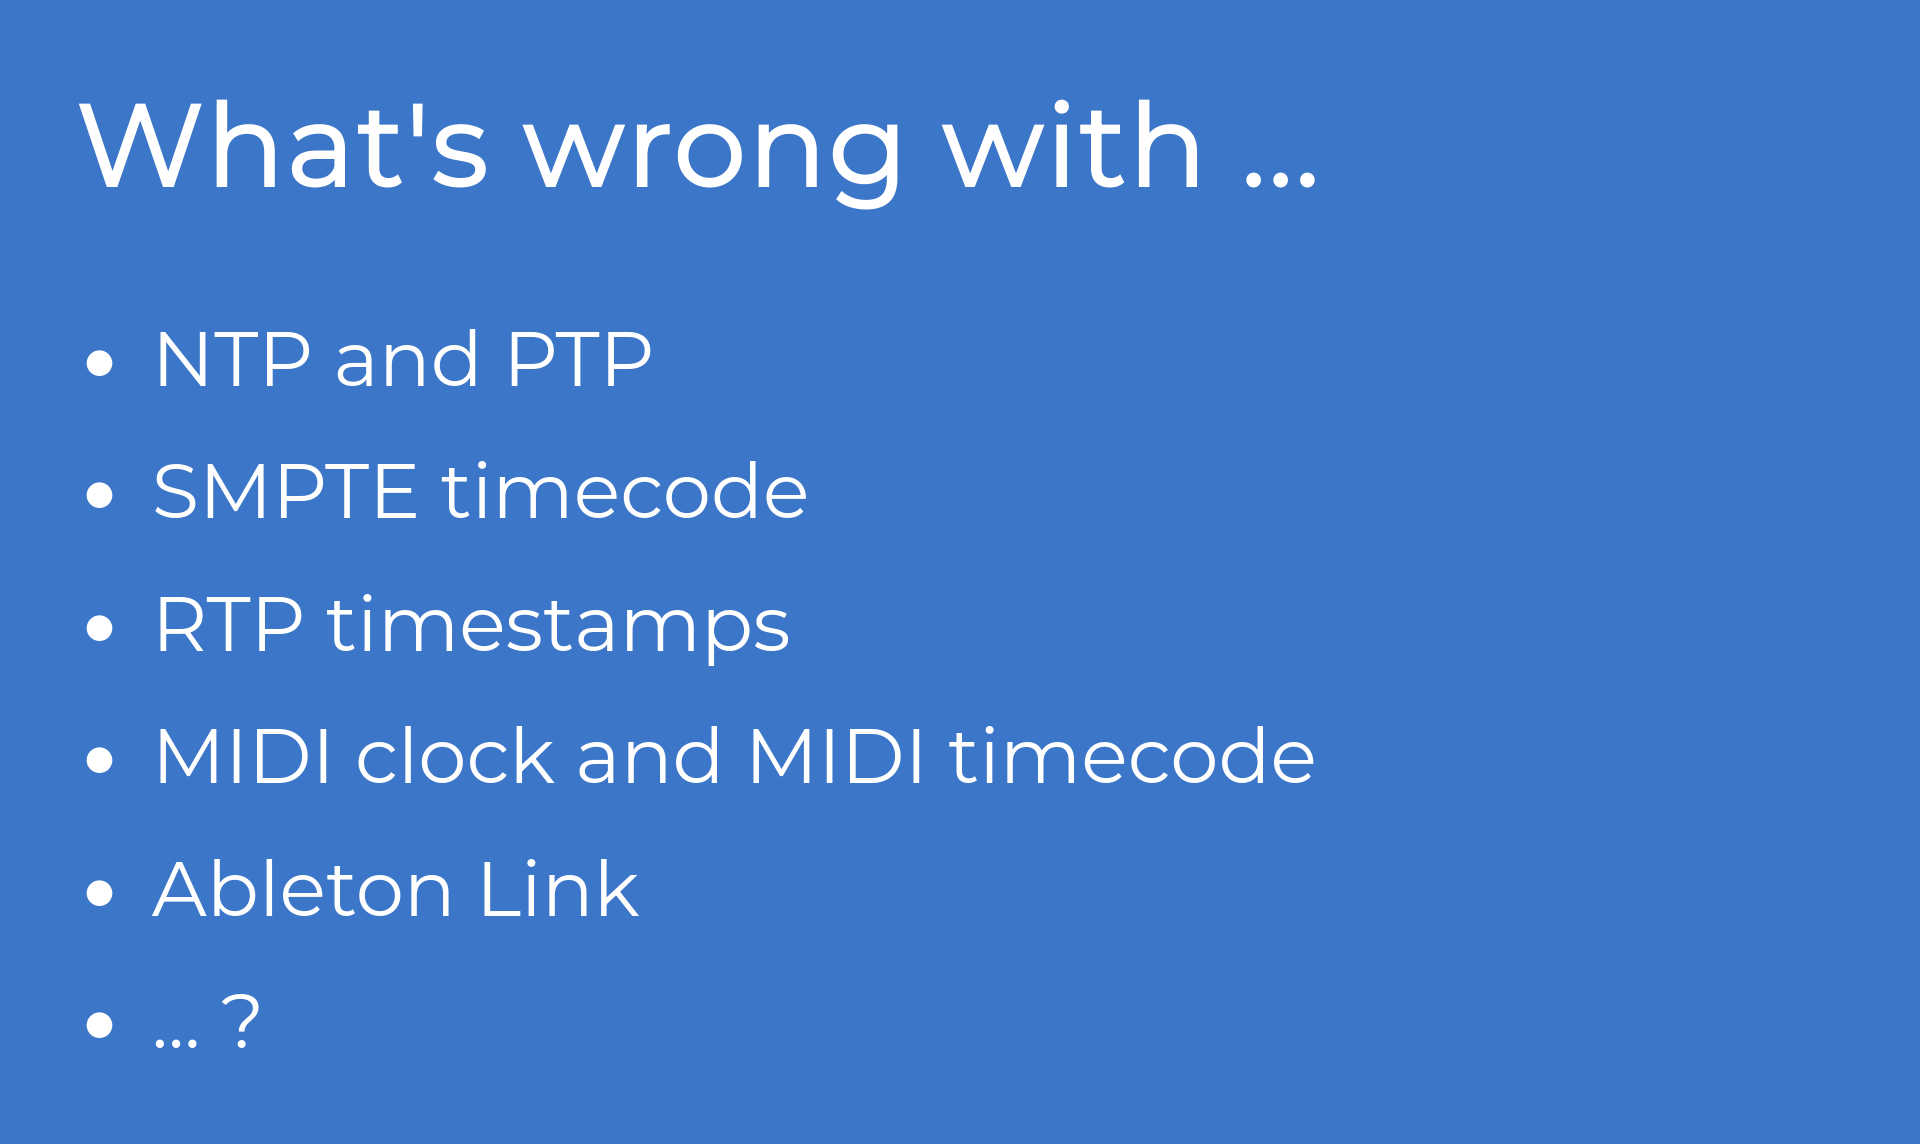 What's wrong with ...
• NTP and PTP
• SMPTE timecode
• RTP timestamps
• MIDI clock and MIDI timecode
• Ableton Link
• ... ?